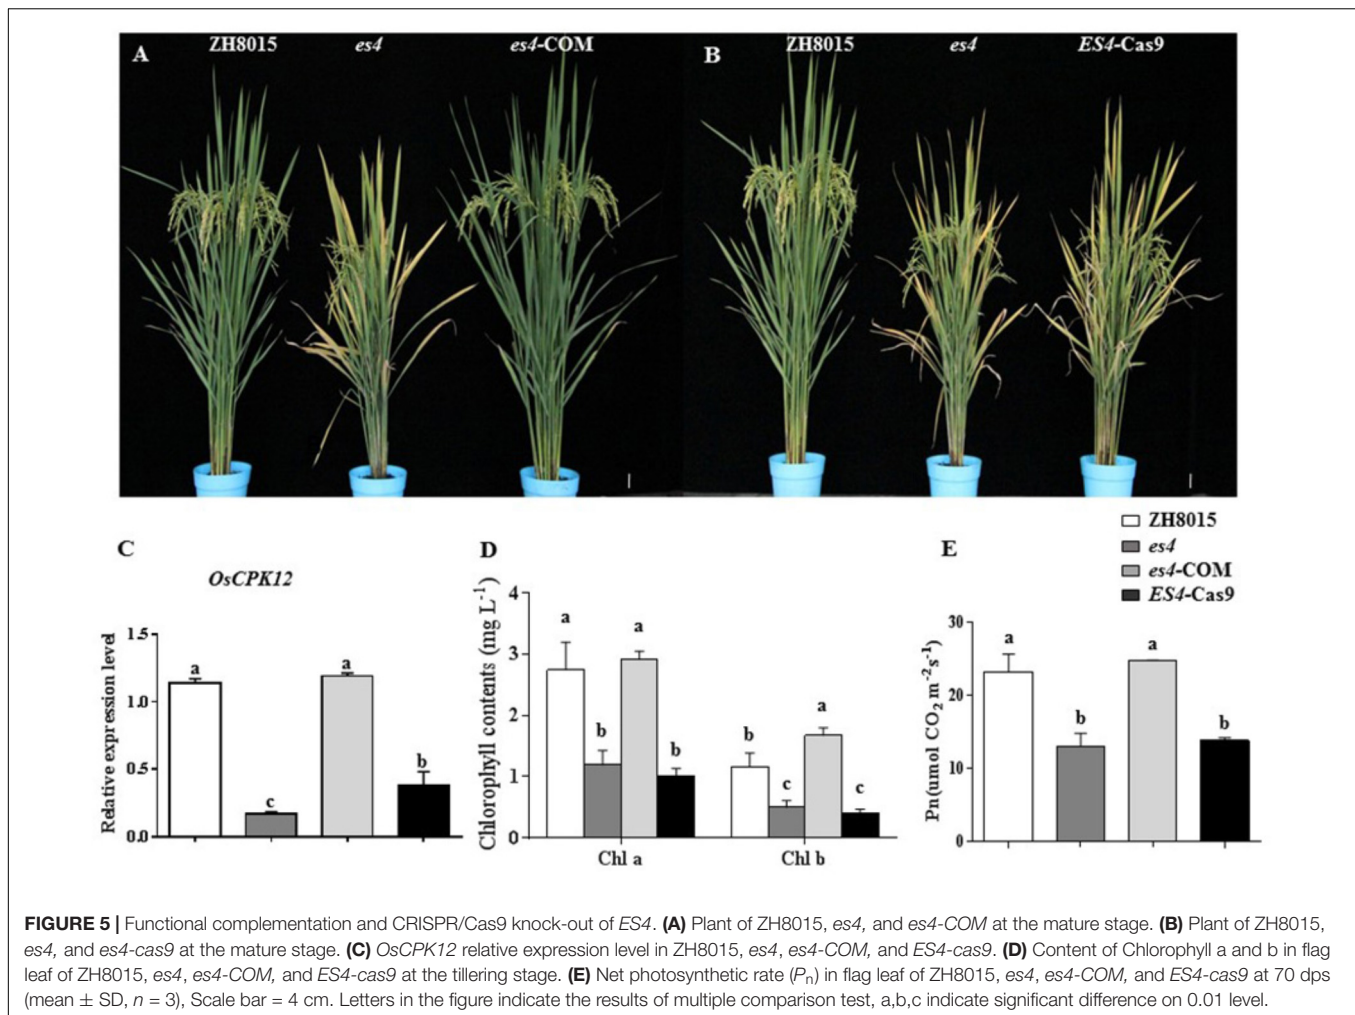 A
ZH8015 es4 es4-COM
B
ZH8015 es4 ES4-Cas9
ZH8015
es4
es4-COM
ES4-Cas9
C
OsCPK12
Relative expression level
1.5
1.0
0.5
0.0
a
c
a
b
D
Chlorophyll contents (mg L⁻¹)
4
3
2
1
0
a
b
a
b
b
c
a
c
Chl a Chl b
E
Pn(umol CO₂ m⁻²s⁻¹)
30
20
10
0
a
b
a
b
FIGURE 5 | Functional complementation and CRISPR/Cas9 knock-out of ES4. (A) Plant of ZH8015, es4, and es4-COM at the mature stage. (B) Plant of ZH8015,
es4, and es4-cas9 at the mature stage. (C) OsCPK12 relative expression level in ZH8015, es4, es4-COM, and ES4-cas9. (D) Content of Chlorophyll a and b in flag
leaf of ZH8015, es4, es4-COM, and ES4-cas9 at the tillering stage. (E) Net photosynthetic rate (Pₙ) in flag leaf of ZH8015, es4, es4-COM, and ES4-cas9 at 70 dps
(mean ± SD, n = 3), Scale bar = 4 cm. Letters in the figure indicate the results of multiple comparison test, a,b,c indicate significant difference on 0.01 level.